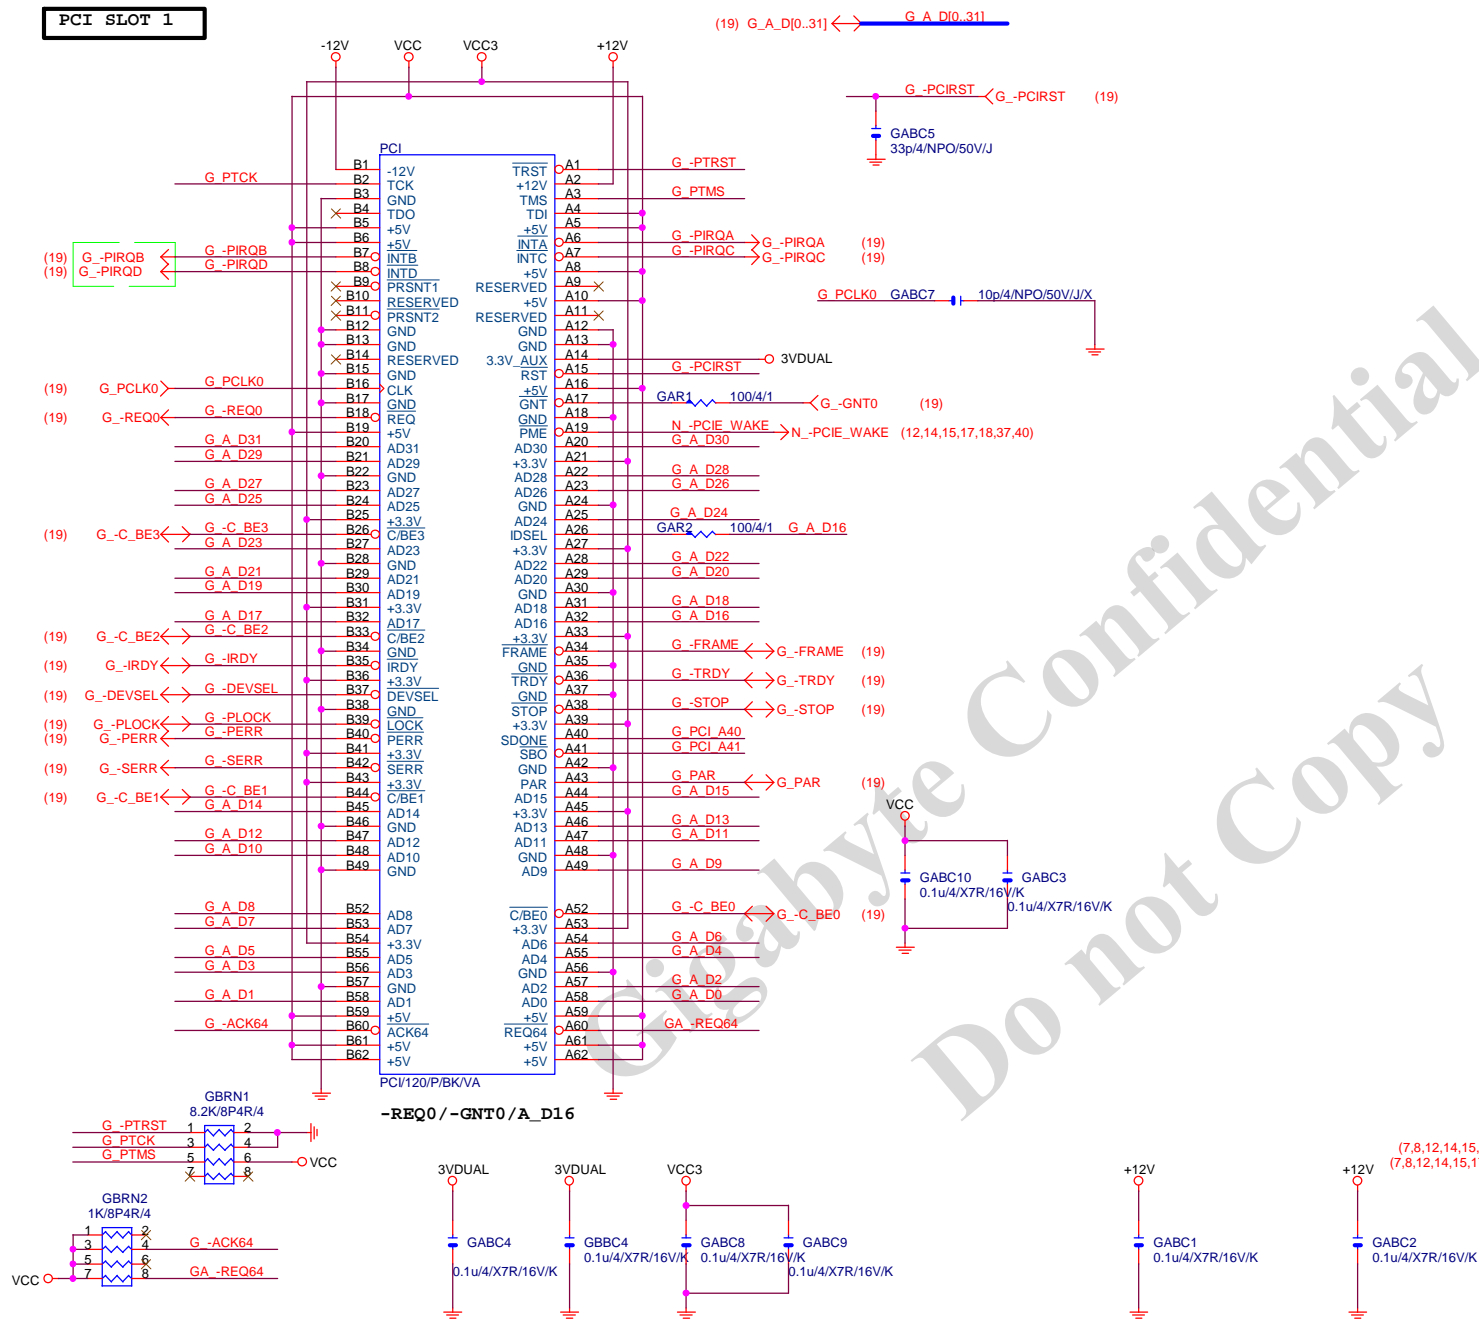 PCI SLOT 1
(19) G_A_D[0..31] G_A_D[0..31]
-12V VCC VCC3 +12V
G_-PCIRST G_-PCIRST (19)
GABC5
33p/4/NPO/50V/J
PCI
B1 -12V TRST A1 G_-PTRST
G_PTCK B2 TCK +12V A2
B3 GND TMS A3 G_PTMS
B4 TDO TDI A4
B5 +5V +5V A5
B6 +5V INTA A6 G_-PIRQA G_-PIRQA (19)
(19) G_-PIRQB G_-PIRQB B7 INTB INTC A7 G_-PIRQC G_-PIRQC (19)
(19) G_-PIRQD G_-PIRQD B8 INTD +5V A8
B9 PRSNT1 RESERVED A9
B10 RESERVED +5V A10
B11 PRSNT2 RESERVED A11
G_PCLK0 GABC7 10p/4/NPO/50V/J/X
B12 GND GND A12
B13 GND GND A13
B14 RESERVED 3.3V_AUX A14 3VDUAL
B15 GND RST A15 G_-PCIRST
(19) G_PCLK0 G_PCLK0 B16 CLK +5V A16
B17 GND GNT A17 GAR1 100/4/1 G_-GNT0 (19)
(19) G_-REQ0 G_-REQ0 B18 REQ GND A18
B19 +5V PME A19 N_-PCIE_WAKE N_-PCIE_WAKE (12,14,15,17,18,37,40)
G_A_D31 B20 AD31 AD30 A20 G_A_D30
G_A_D29 B21 AD29 +3.3V A21
B22 GND AD28 A22 G_A_D28
G_A_D27 B23 AD27 AD26 A23 G_A_D26
G_A_D25 B24 AD25 GND A24
B25 +3.3V AD24 A25 G_A_D24
(19) G_-C_BE3 G_-C_BE3 B26 C/BE3 IDSEL A26 GAR2 100/4/1 G_A_D16
G_A_D23 B27 AD23 +3.3V A27
B28 GND AD22 A28 G_A_D22
G_A_D21 B29 AD21 AD20 A29 G_A_D20
G_A_D19 B30 AD19 GND A30
B31 +3.3V AD18 A31 G_A_D18
G_A_D17 B32 AD17 AD16 A32 G_A_D16
(19) G_-C_BE2 G_-C_BE2 B33 C/BE2 +3.3V A33
B34 GND FRAME A34 G_-FRAME G_-FRAME (19)
(19) G_-IRDY G_-IRDY B35 IRDY GND A35
B36 +3.3V TRDY A36 G_-TRDY G_-TRDY (19)
(19) G_-DEVSEL G_-DEVSEL B37 DEVSEL GND A37
B38 GND STOP A38 G_-STOP G_-STOP (19)
(19) G_-PLOCK G_-PLOCK B39 LOCK +3.3V A39
(19) G_-PERR G_-PERR B40 PERR SDONE A40 G_PCI_A40
B41 +3.3V SBO A41 G_PCI_A41
(19) G_-SERR G_-SERR B42 SERR GND A42
B43 +3.3V PAR A43 G_PAR G_PAR (19)
(19) G_-C_BE1 G_-C_BE1 B44 C/BE1 AD15 A44 G_A_D15
G_A_D14 B45 AD14 +3.3V A45
B46 GND AD13 A46 G_A_D13
G_A_D12 B47 AD12 AD11 A47 G_A_D11
G_A_D10 B48 AD10 GND A48
B49 GND AD9 A49 G_A_D9
VCC
GABC10 GABC3
0.1u/4/X7R/16V/K 0.1u/4/X7R/16V/K
G_A_D8 B52 AD8 C/BE0 A52 G_-C_BE0 G_-C_BE0 (19)
G_A_D7 B53 AD7 +3.3V A53
B54 +3.3V AD6 A54 G_A_D6
G_A_D5 B55 AD5 AD4 A55 G_A_D4
G_A_D3 B56 AD3 GND A56
B57 GND AD2 A57 G_A_D2
G_A_D1 B58 AD1 AD0 A58 G_A_D0
B59 +5V +5V A59
G_-ACK64 B60 ACK64 REQ64 A60 GA_-REQ64
B61 +5V +5V A61
B62 +5V +5V A62
PCI/120/P/BK/VA
-REQ0/-GNT0/A_D16
GBRN1
8.2K/8P4R/4
G_-PTRST 1 2
G_PTCK 3 4
G_PTMS 5 6 VCC
7 8
GBRN2
1K/8P4R/4
1 2
3 4 G_-ACK64
5 6
VCC 7 8 GA_-REQ64
3VDUAL 3VDUAL VCC3 +12V +12V
(7,8,12,14,15,
(7,8,12,14,15,1
GABC4 GBBC4 GABC8 GABC9 GABC1 GABC2
0.1u/4/X7R/16V/K 0.1u/4/X7R/16V/K 0.1u/4/X7R/16V/K 0.1u/4/X7R/16V/K 0.1u/4/X7R/16V/K 0.1u/4/X7R/16V/K
Gigabyte Confidential
Do not Copy